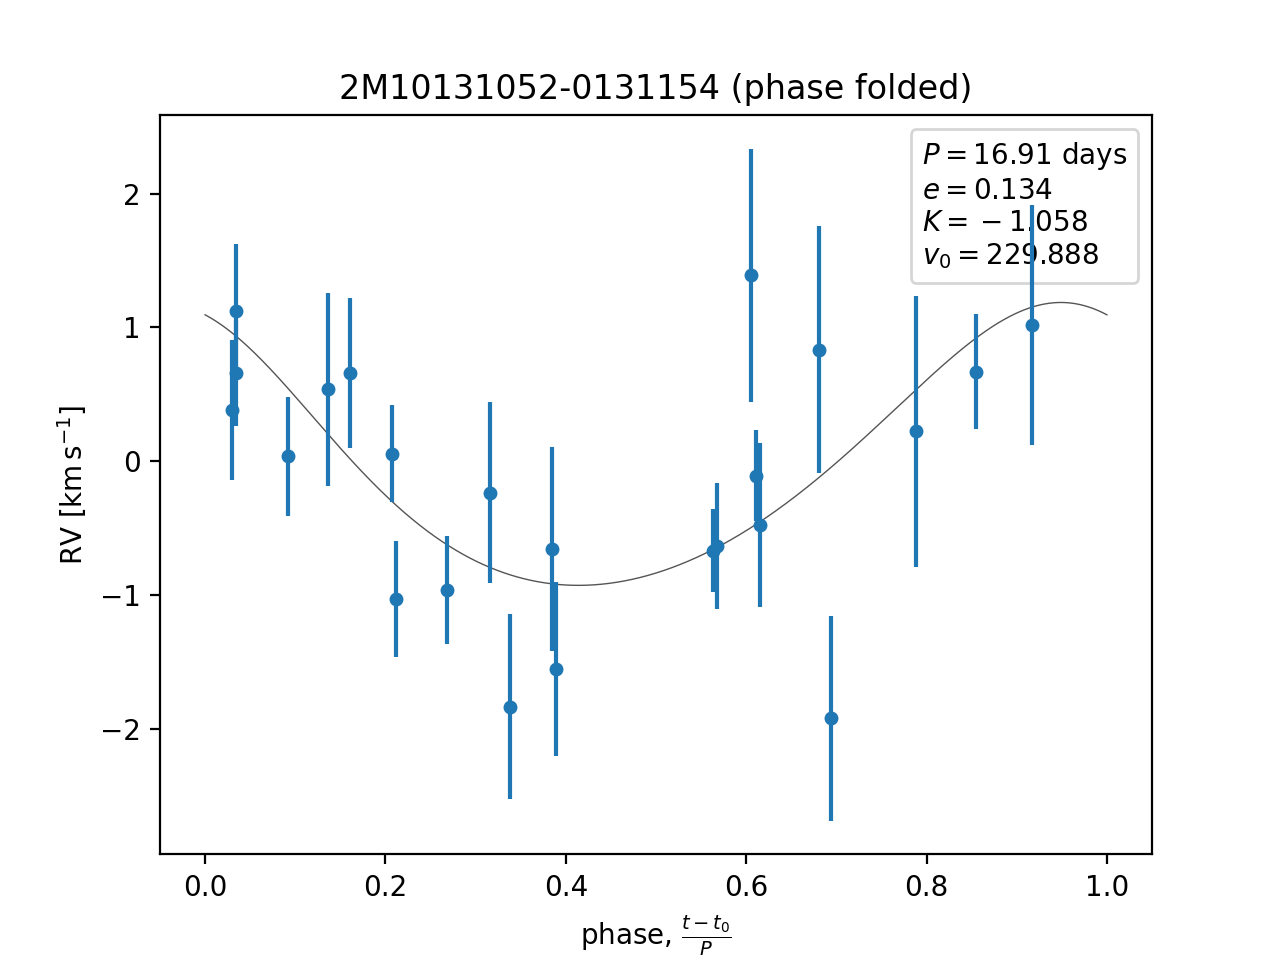 2M10131052-0131154 (phase folded)
P = 16.91 days
e = 0.134
K = −1.058
v₀ = 229.888
RV [km s⁻¹]
2
1
0
−1
−2
0.0 0.2 0.4 0.6 0.8 1.0
phase, (t − t₀)/P